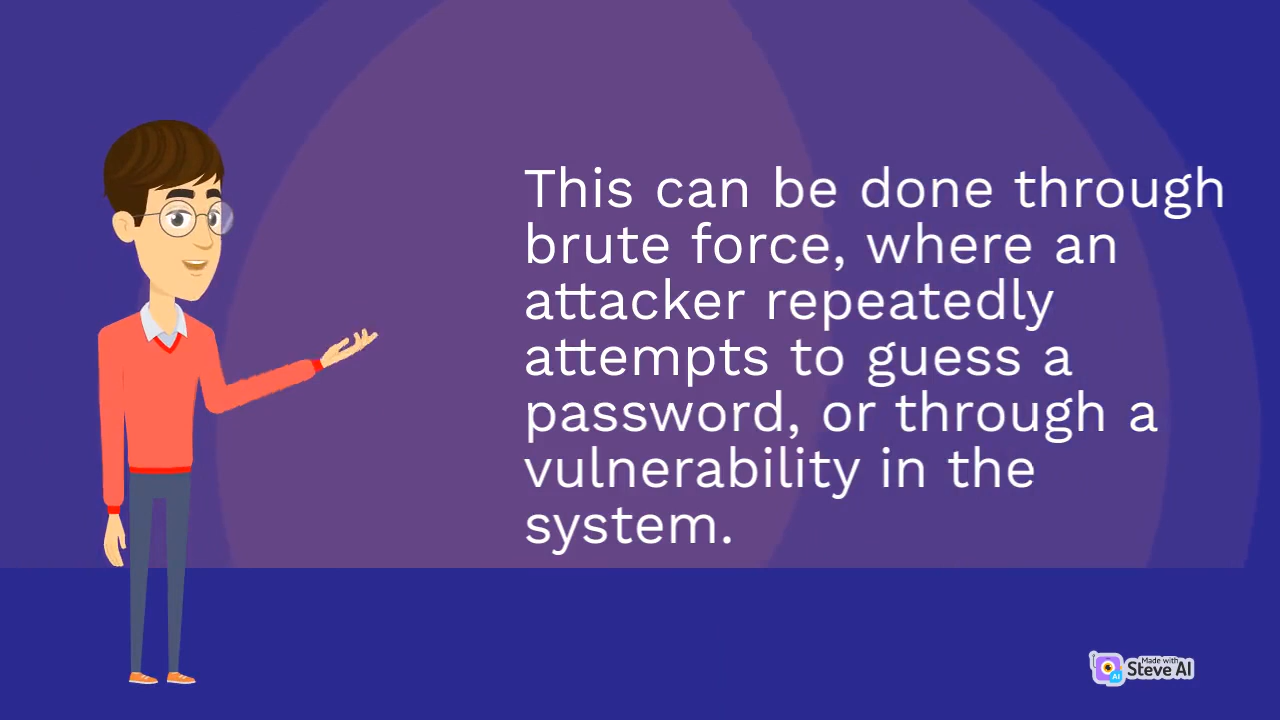 This can be done through
brute force, where an
attacker repeatedly
attempts to guess a
password, or through a
vulnerability in the
system.
Made with
Steve AI
AI